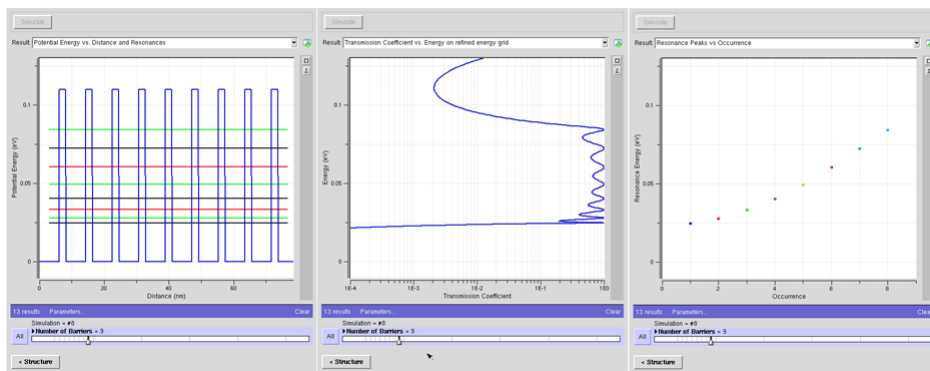 Simulate
Result: Potential Energy vs. Distance and Resonances
Potential Energy (eV)
0.1
0.05
0
0
20
40
60
Distance (nm)
13 results Parameters... Clear
Simulation = #8
All
Number of Barriers = 9
< Structure
Simulate
Result: Transmission Coefficient vs. Energy on refined energy grid
Energy (eV)
0.1
0.05
0
1E-4
1E-3
1E-2
1E-1
1E0
Transmission Coefficient
13 results Parameters... Clear
Simulation = #8
All
Number of Barriers = 9
< Structure
Simulate
Result: Resonance Peaks vs Occurrence
Resonance Energy (eV)
0.1
0.05
0
0
2
4
6
8
Occurrence
13 results Parameters... Clear
Simulation = #8
All
Number of Barriers = 9
< Structure